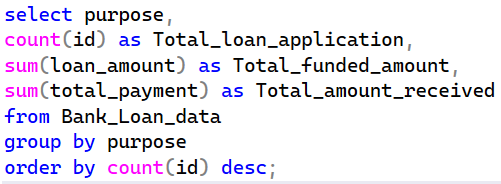 select purpose,
count(id) as Total_loan_application,
sum(loan_amount) as Total_funded_amount,
sum(total_payment) as Total_amount_received
from Bank_Loan_data
group by purpose
order by count(id) desc;